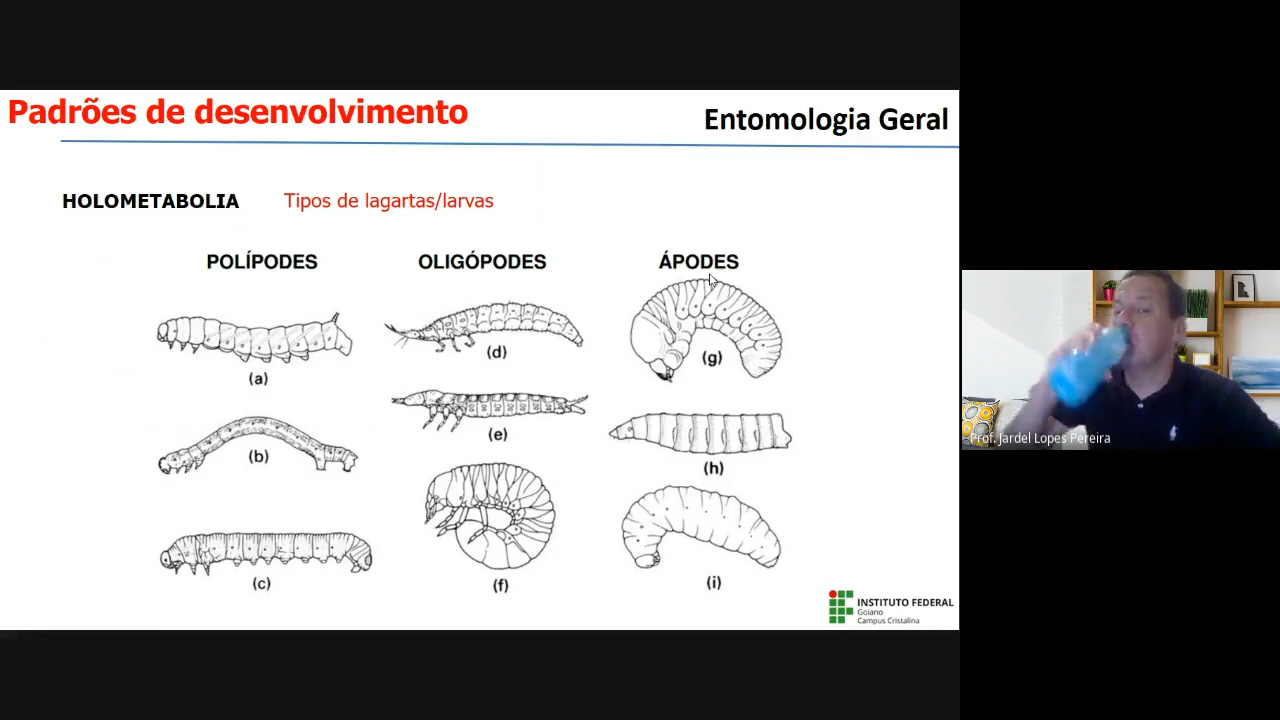 Padrões de desenvolvimento
Entomologia Geral
HOLOMETABOLIA Tipos de lagartas/larvas
POLÍPODES OLIGÓPODES ÁPODES
(a) (d) (g)
(b) (e) (h)
(c) (f) (i)
INSTITUTO FEDERAL
Goiano
Campus Cristalina
Prof. Jardel Lopes Pereira